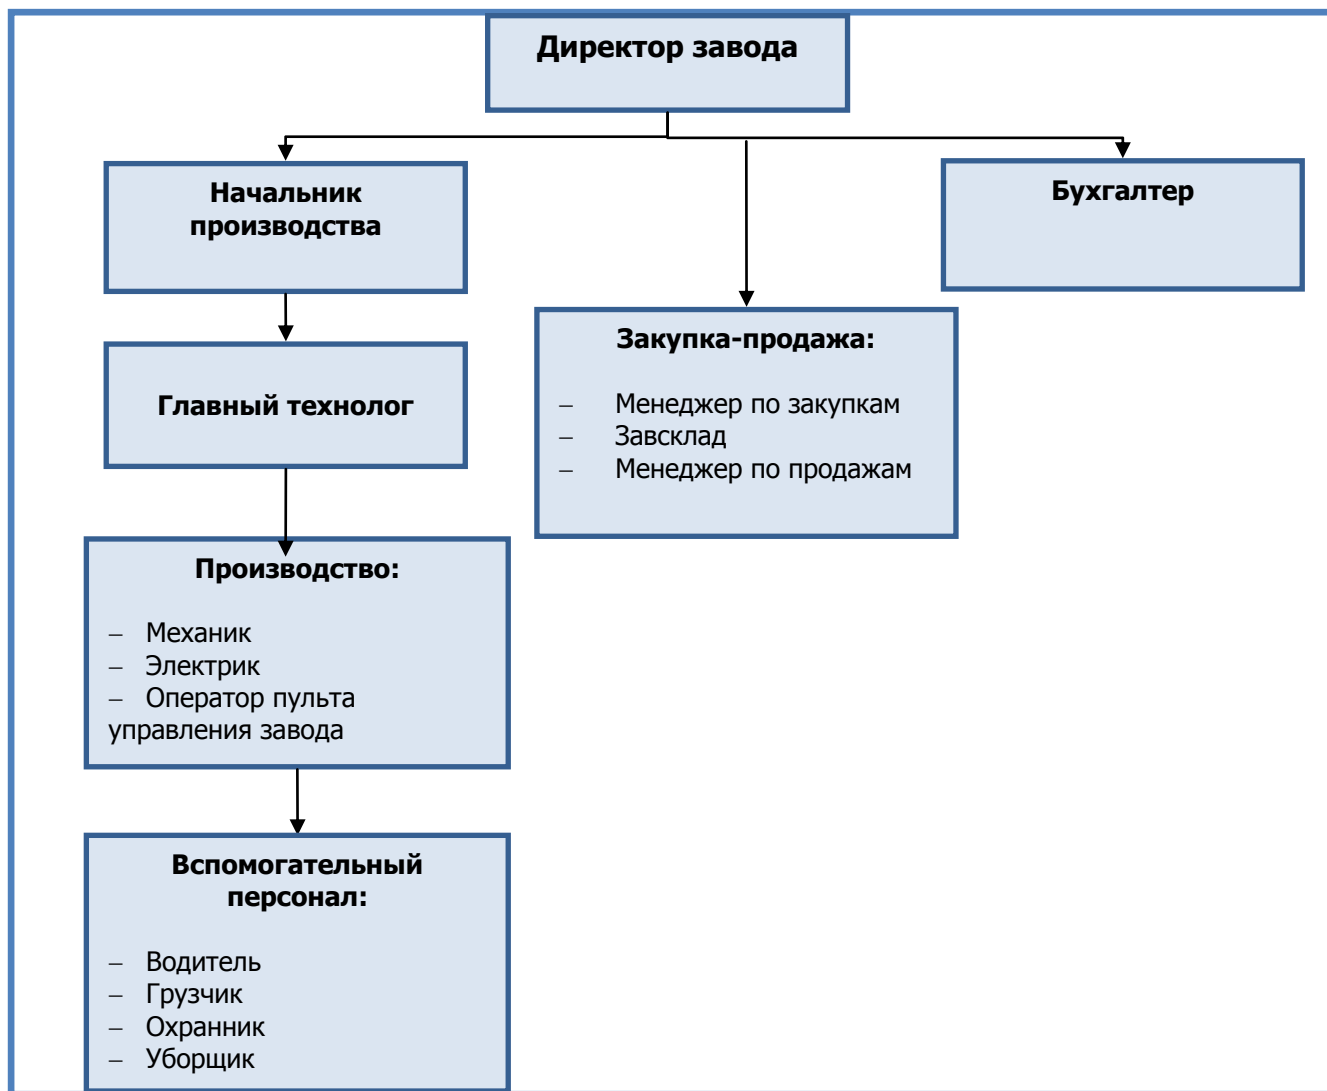 Директор завода
Начальник
производства
Бухгалтер
Главный технолог
Закупка-продажа:
– Менеджер по закупкам
– Завсклад
– Менеджер по продажам
Производство:
– Механик
– Электрик
– Оператор пульта
управления завода
Вспомогательный
персонал:
– Водитель
– Грузчик
– Охранник
– Уборщик